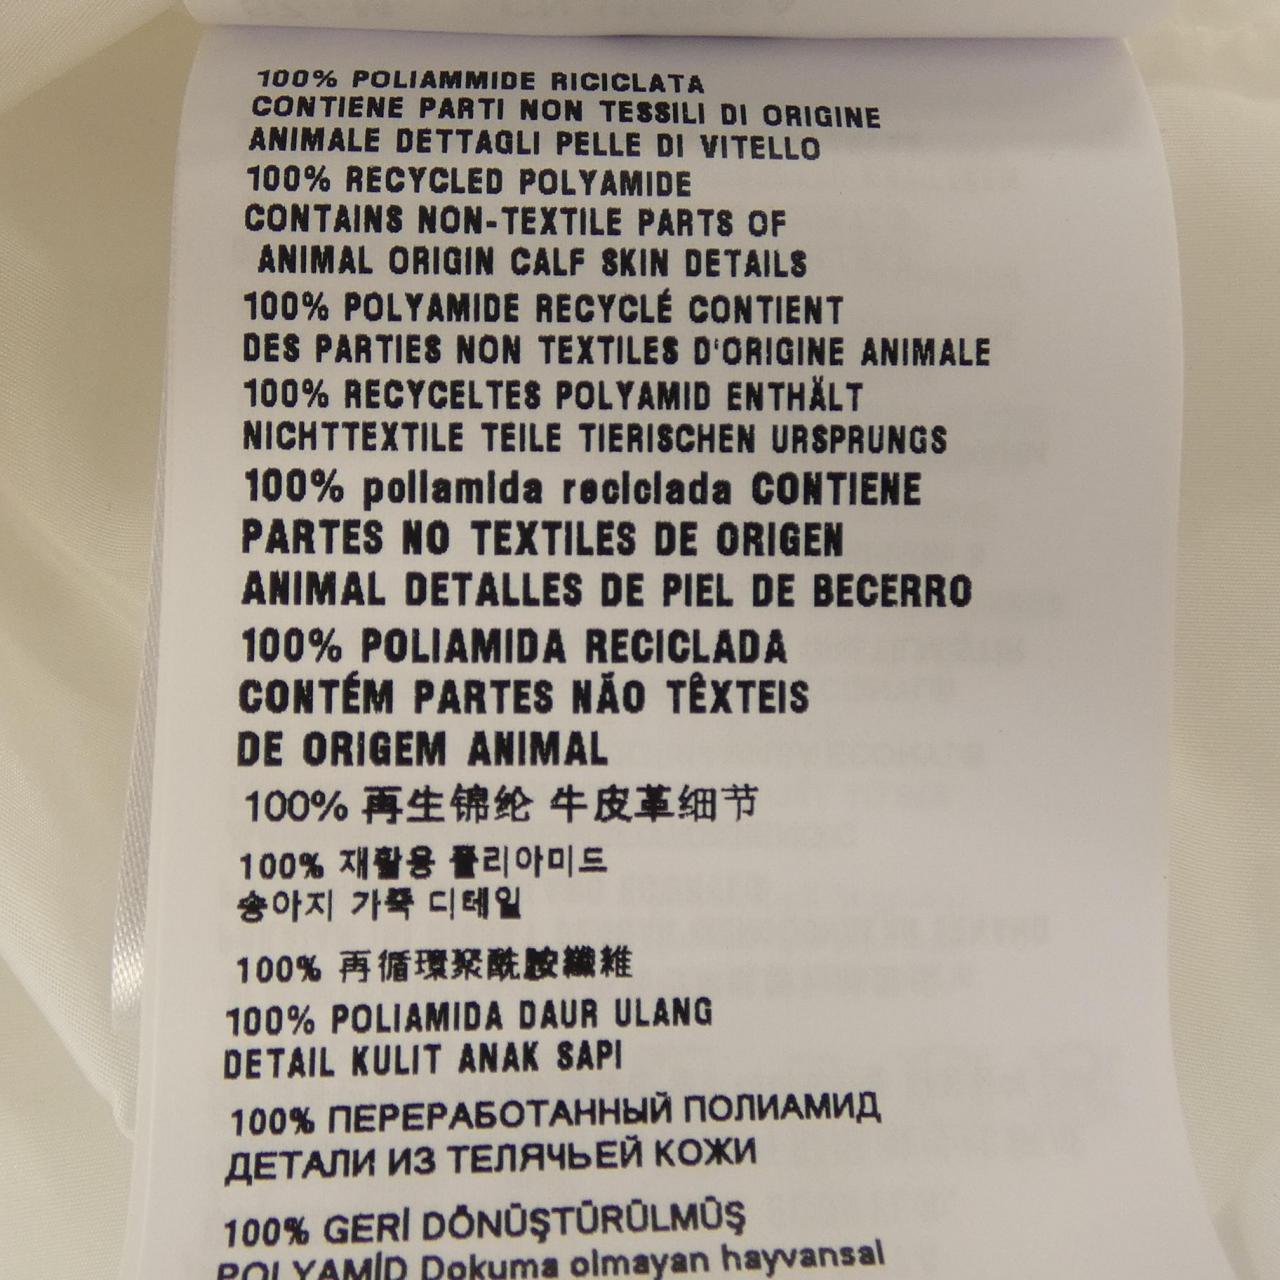 100% POLIAMMIDE RICICLATA
CONTIENE PARTI NON TESSILI DI ORIGINE
ANIMALE DETTAGLI PELLE DI VITELLO
100% RECYCLED POLYAMIDE
CONTAINS NON-TEXTILE PARTS OF
ANIMAL ORIGIN CALF SKIN DETAILS
100% POLYAMIDE RECYCLÉ CONTIENT
DES PARTIES NON TEXTILES D'ORIGINE ANIMALE
100% RECYCELTES POLYAMID ENTHÄLT
NICHTTEXTILE TEILE TIERISCHEN URSPRUNGS
100% poliamida reciclada CONTIENE
PARTES NO TEXTILES DE ORIGEN
ANIMAL DETALLES DE PIEL DE BECERRO
100% POLIAMIDA RECICLADA
CONTÉM PARTES NÃO TÊXTEIS
DE ORIGEM ANIMAL
100% 再生锦纶 牛皮革细节
100% 재활용 폴리아미드
송아지 가죽 디테일
100% 再循環聚酰胺纖維
100% POLIAMIDA DAUR ULANG
DETAIL KULIT ANAK SAPI
100% ПЕРЕРАБОТАННЫЙ ПОЛИАМИД
ДЕТАЛИ ИЗ ТЕЛЯЧЬЕЙ КОЖИ
100% GERİ DÖNÜŞTÜRÜLMÜŞ
POLYAMİD Dokuma olmayan hayvansal